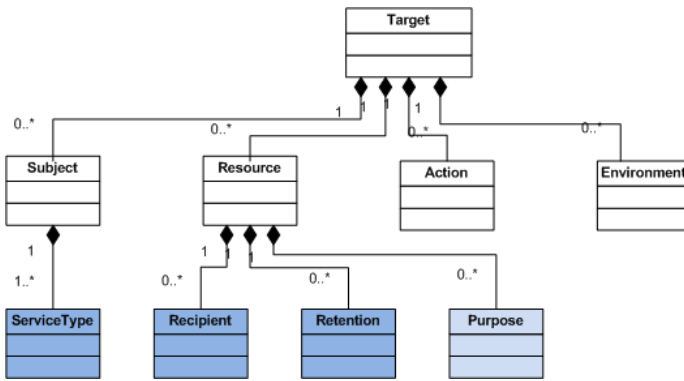 Target
1 1 1 1
0..* 0..* 0..* 0..*
Subject Resource Action Environment
1 1 1 1
1..* 0..* 0..* 0..*
ServiceType Recipient Retention Purpose